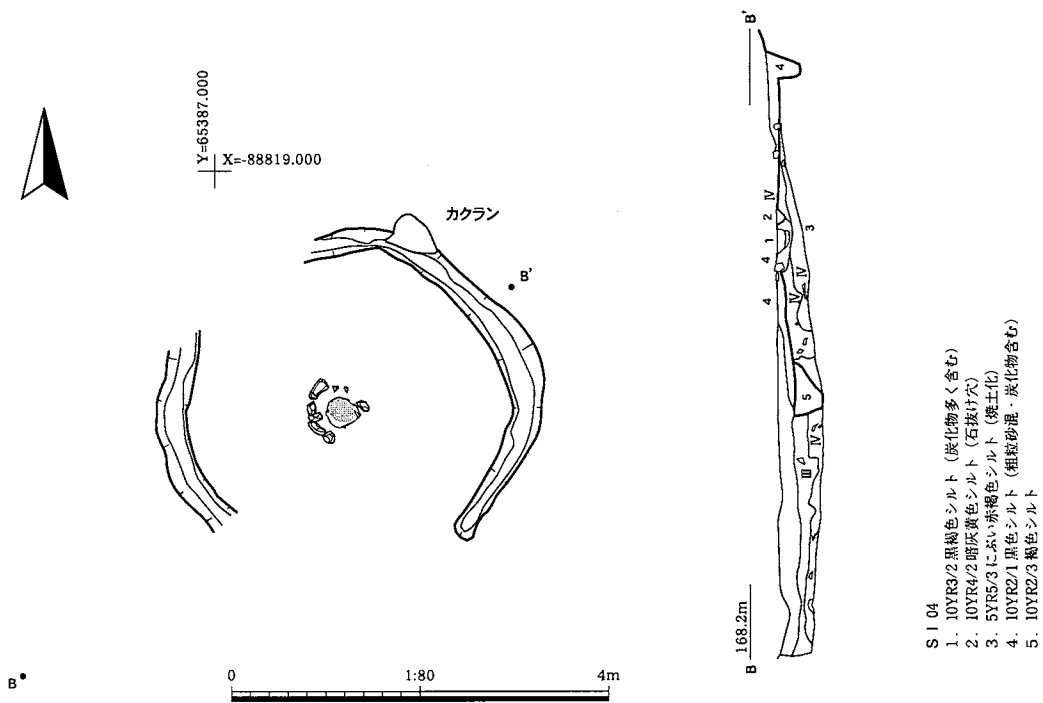 Y=65387.000
X=-88819.000
カクラン
B'
B
0
1:80
4m
B'
4
Ⅳ
2
1
4
4
3
Ⅳ
Ⅳ
5
Ⅳ
Ⅲ
168.2m
B
SI04
1. 10YR3/2黒褐色シルト（炭化物多く含む）
2. 10YR4/2暗灰黄色シルト（石抜け穴）
3. 5YR5/3にぶい赤褐色シルト（焼土化）
4. 10YR2/1黒色シルト（粗粒砂混・炭化物含む）
5. 10YR2/3褐色シルト